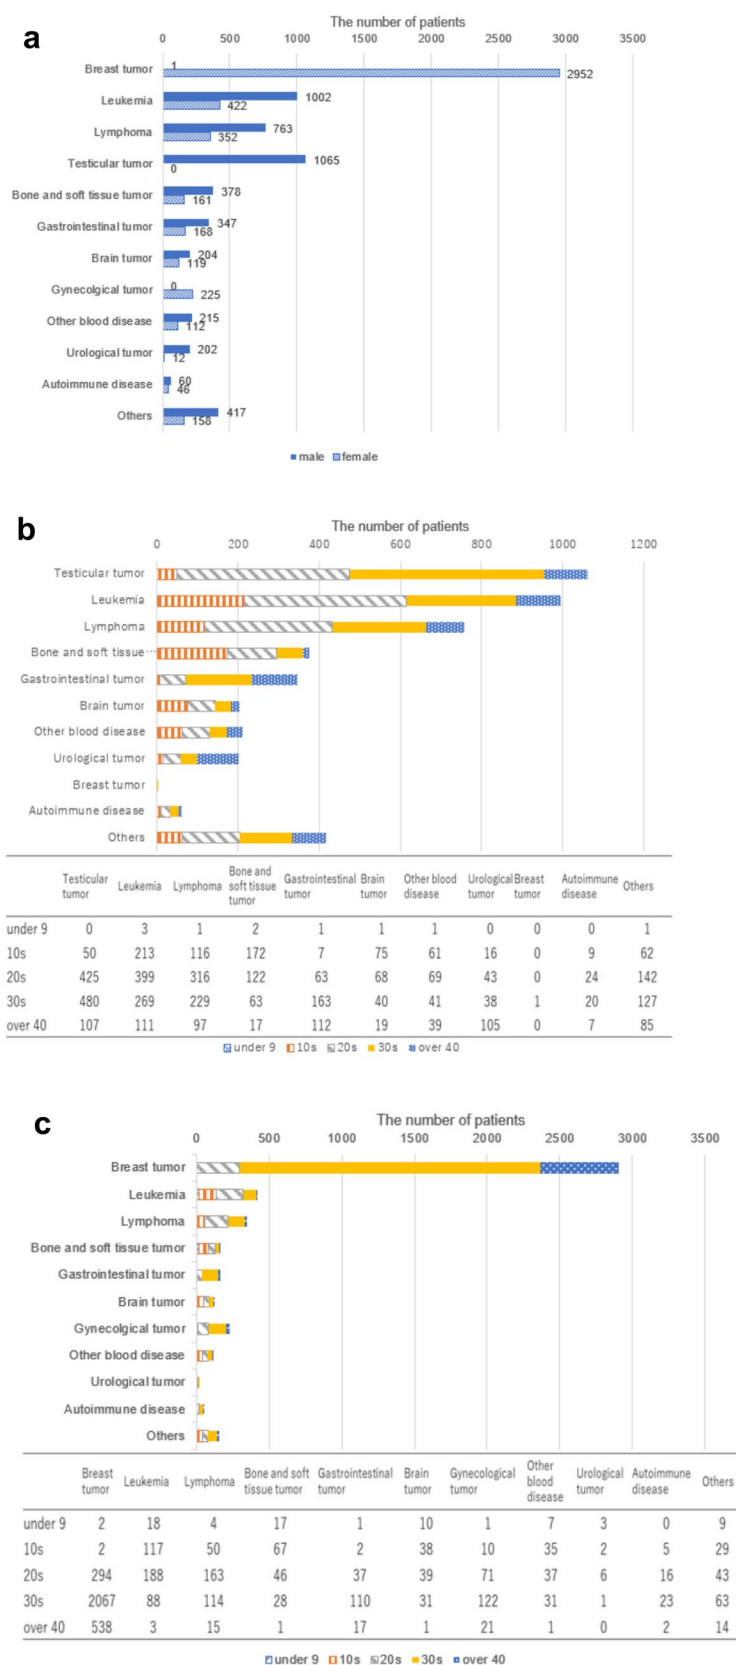 a
The number of patients
0 500 1000 1500 2000 2500 3000 3500
Breast tumor 1
2952
Leukemia 1002
422
Lymphoma 763
352
Testicular tumor 1065
0
Bone and soft tissue tumor 378
161
Gastrointestinal tumor 347
168
Brain tumor 204
119
Gynecolgical tumor 0
225
Other blood disease 215
112
Urological tumor 202
12
Autoimmune disease 60
46
Others 417
158
male female
b
The number of patients
0 200 400 600 800 1000 1200
Testicular tumor
Leukemia
Lymphoma
Bone and soft tissue
Gastrointestinal tumor
Brain tumor
Other blood disease
Urological tumor
Breast tumor
Autoimmune disease
Others
Testicular tumor Leukemia Lymphoma Bone and soft tissue tumor Gastrointestinal tumor Brain tumor Other blood disease Urological tumor Breast tumor Autoimmune disease Others
under 9 0 3 1 2 1 1 1 0 0 0 1
10s 50 213 116 172 7 75 61 16 0 9 62
20s 425 399 316 122 63 68 69 43 0 24 142
30s 480 269 229 63 163 40 41 38 1 20 127
over 40 107 111 97 17 112 19 39 105 0 7 85
under 9 10s 20s 30s over 40
c
The number of patients
0 500 1000 1500 2000 2500 3000 3500
Breast tumor
Leukemia
Lymphoma
Bone and soft tissue tumor
Gastrointestinal tumor
Brain tumor
Gynecolgical tumor
Other blood disease
Urological tumor
Autoimmune disease
Others
Breast tumor Leukemia Lymphoma Bone and soft tissue tumor Gastrointestinal tumor Brain tumor Gynecological tumor Other blood disease Urological tumor Autoimmune disease Others
under 9 2 18 4 17 1 10 1 7 3 0 9
10s 2 117 50 67 2 38 10 35 2 5 29
20s 294 188 163 46 37 39 71 37 6 16 43
30s 2067 88 114 28 110 31 122 31 1 23 63
over 40 538 3 15 1 17 1 21 1 0 2 14
under 9 10s 20s 30s over 40